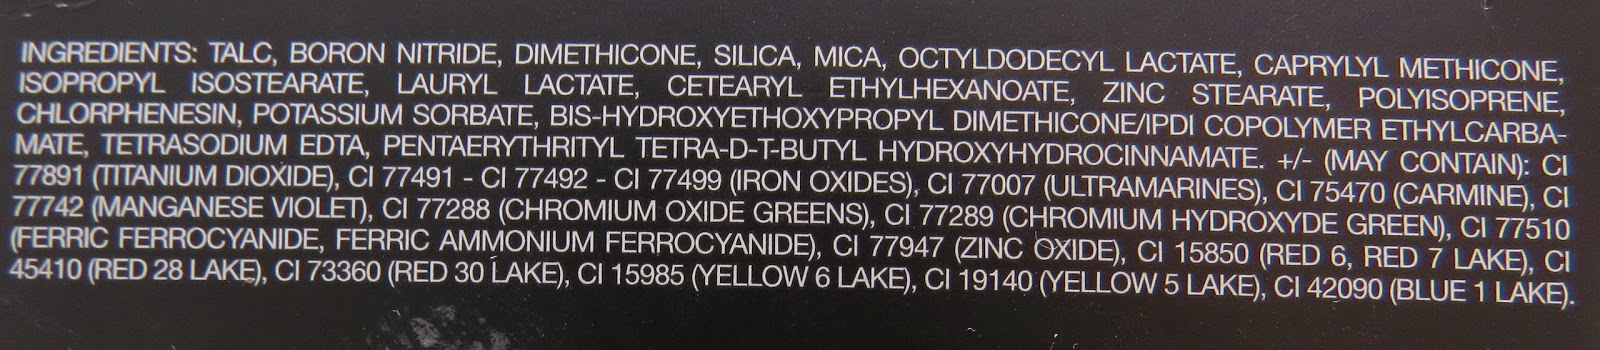 INGREDIENTS: TALC, BORON NITRIDE, DIMETHICONE, SILICA, MICA, OCTYLDODECYL LACTATE, CAPRYLYL METHICONE,
ISOPROPYL ISOSTEARATE, LAURYL LACTATE, CETEARYL ETHYLHEXANOATE, ZINC STEARATE, POLYISOPRENE,
CHLORPHENESIN, POTASSIUM SORBATE, BIS-HYDROXYETHOXYPROPYL DIMETHICONE/IPDI COPOLYMER ETHYLCARBA-
MATE, TETRASODIUM EDTA, PENTAERYTHRITYL TETRA-D-T-BUTYL HYDROXYHYDROCINNAMATE. +/- (MAY CONTAIN): CI
77891 (TITANIUM DIOXIDE), CI 77491 - CI 77492 - CI 77499 (IRON OXIDES), CI 77007 (ULTRAMARINES), CI 75470 (CARMINE), CI
77742 (MANGANESE VIOLET), CI 77288 (CHROMIUM OXIDE GREENS), CI 77289 (CHROMIUM HYDROXYDE GREEN), CI 77510
(FERRIC FERROCYANIDE, FERRIC AMMONIUM FERROCYANIDE), CI 77947 (ZINC OXIDE), CI 15850 (RED 6, RED 7 LAKE), CI
45410 (RED 28 LAKE), CI 73360 (RED 30 LAKE), CI 15985 (YELLOW 6 LAKE), CI 19140 (YELLOW 5 LAKE), CI 42090 (BLUE 1 LAKE).